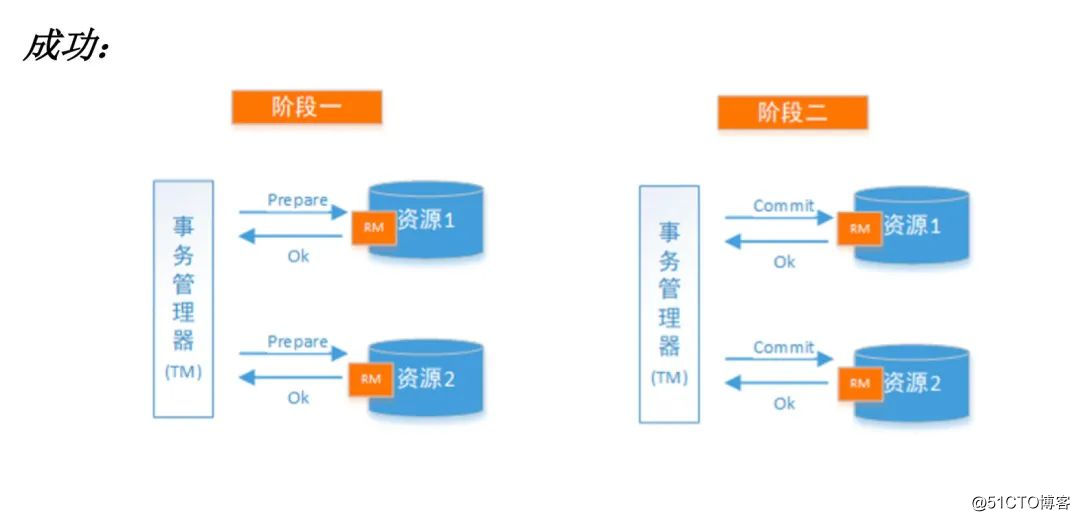 成功：
阶段一
事务管理器
(TM)
Prepare
Ok
RM
资源1
Prepare
Ok
RM
资源2
阶段二
事务管理器
(TM)
Commit
Ok
RM
资源1
Commit
Ok
RM
资源2
@51CTO博客